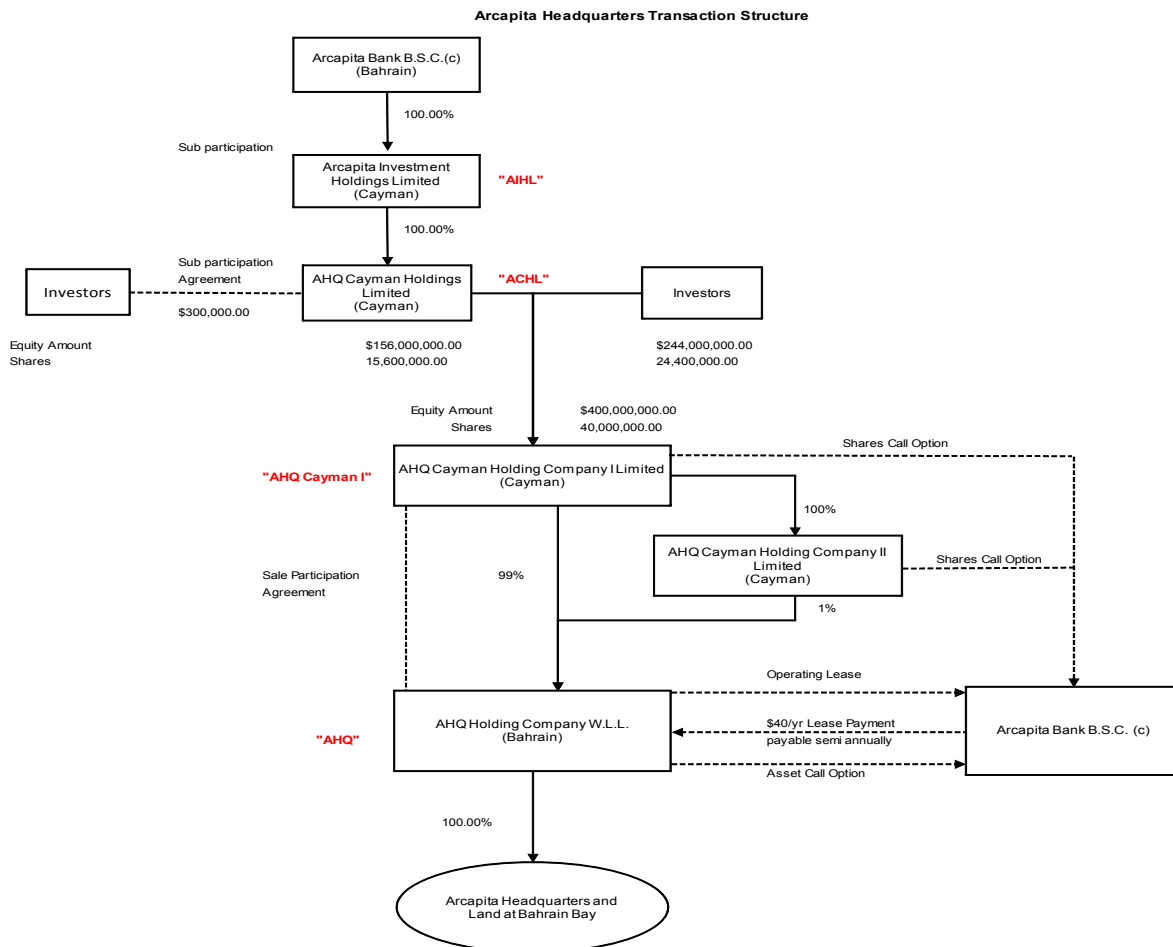 Arcapita Headquarters Transaction Structure
Arcapita Bank B.S.C.(c)
(Bahrain)
100.00%
Sub participation
Arcapita Investment
Holdings Limited
(Cayman)
"AIHL"
100.00%
Investors
Sub participation
Agreement
$300,000.00
AHQ Cayman Holdings
Limited
(Cayman)
"ACHL"
Investors
Equity Amount
Shares
$156,000,000.00
15,600,000.00
$244,000,000.00
24,400,000.00
Equity Amount
Shares
$400,000,000.00
40,000,000.00
"AHQ Cayman I"
AHQ Cayman Holding Company I Limited
(Cayman)
Shares Call Option
100%
AHQ Cayman Holding Company II
Limited
(Cayman)
Shares Call Option
Sale Participation
Agreement
99%
1%
"AHQ"
AHQ Holding Company W.L.L.
(Bahrain)
Operating Lease
$40/yr Lease Payment
payable semi annually
Asset Call Option
Arcapita Bank B.S.C. (c)
100.00%
Arcapita Headquarters and
Land at Bahrain Bay